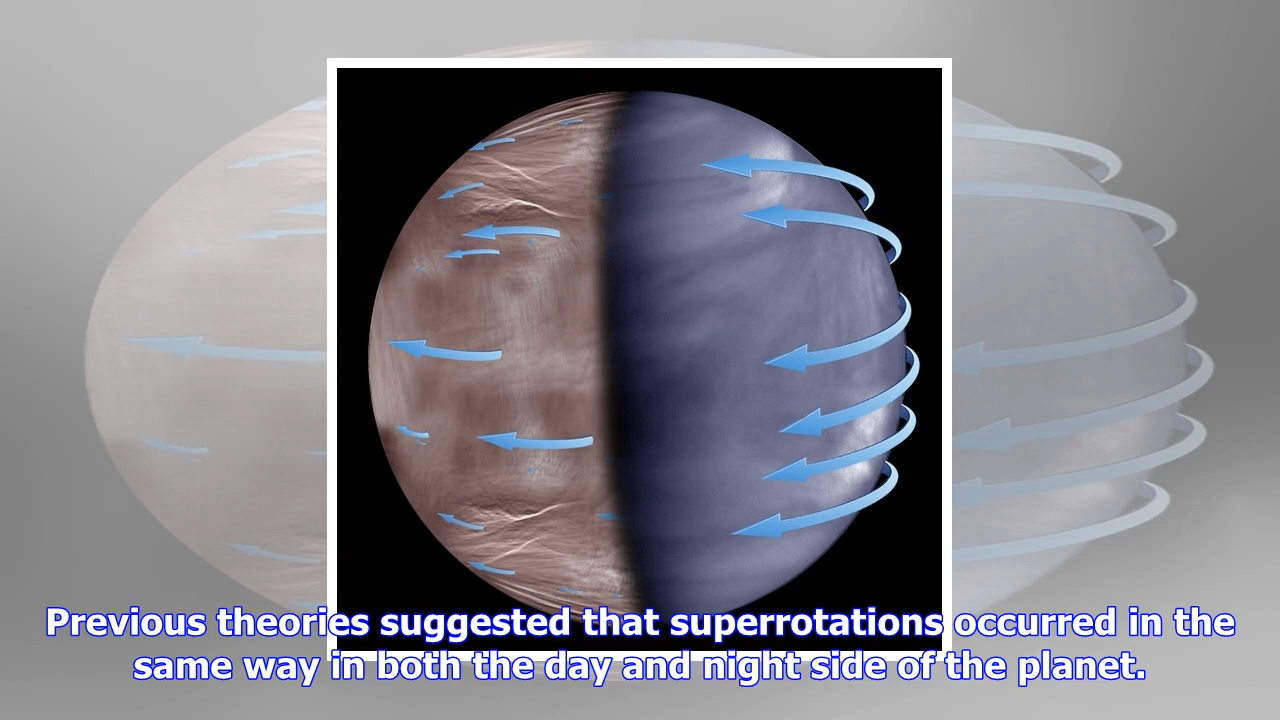 Previous theories suggested that superrotations occurred in the
same way in both the day and night side of the planet.